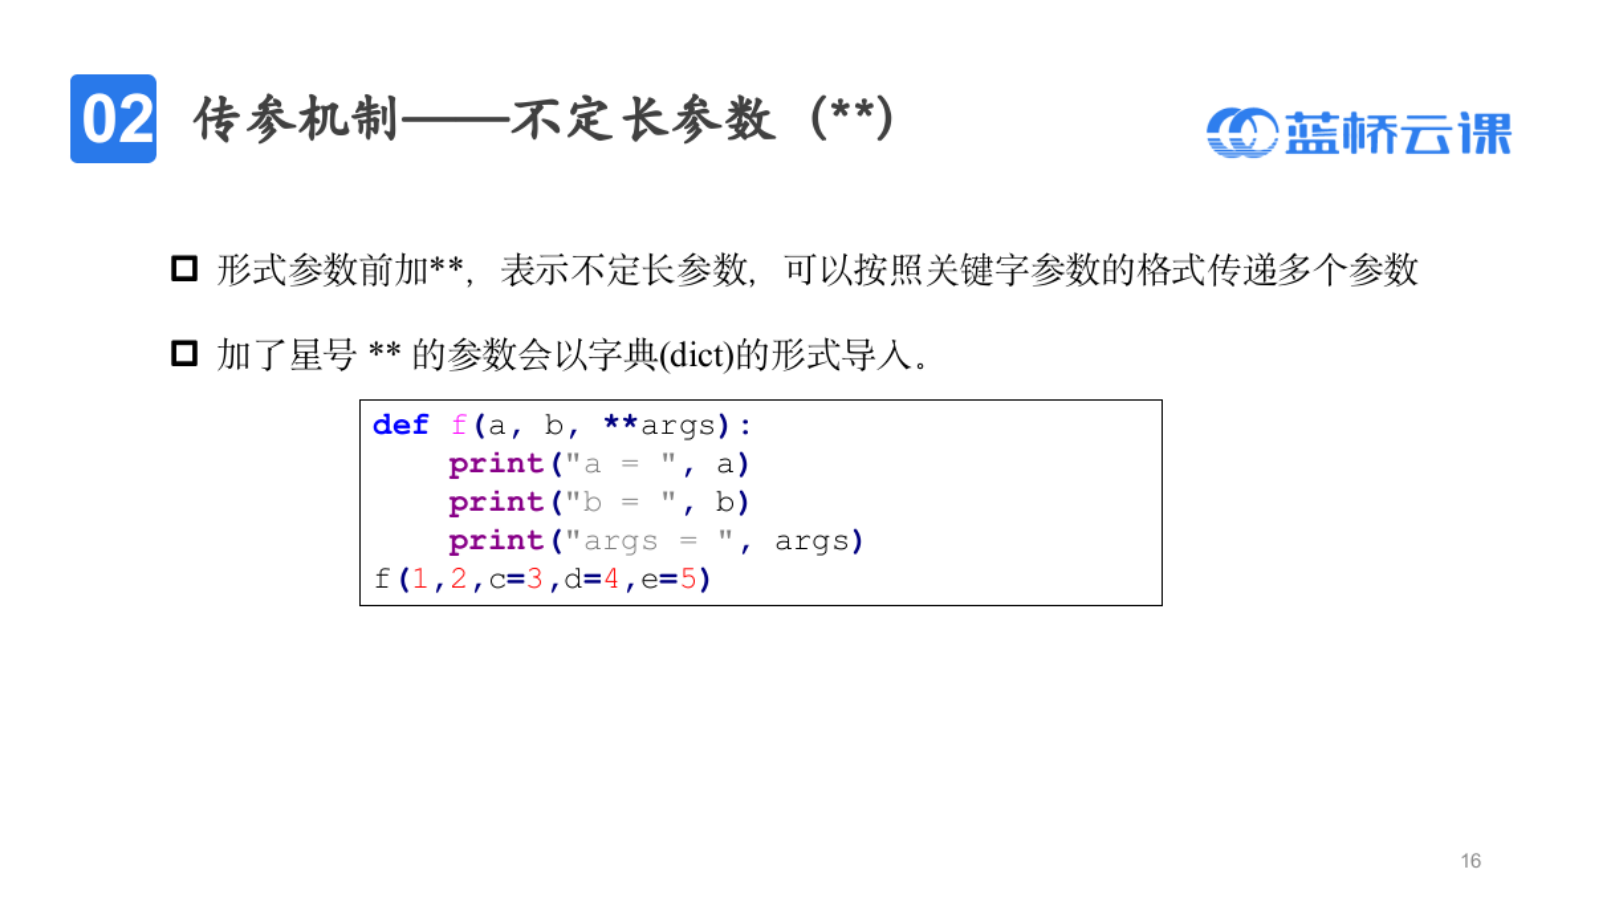 02 传参机制——不定长参数（**）
蓝桥云课
形式参数前加**，表示不定长参数，可以按照关键字参数的格式传递多个参数
加了星号 ** 的参数会以字典(dict)的形式导入。
def f(a, b, **args):
    print("a = ", a)
    print("b = ", b)
    print("args = ", args)
f(1,2,c=3,d=4,e=5)
16